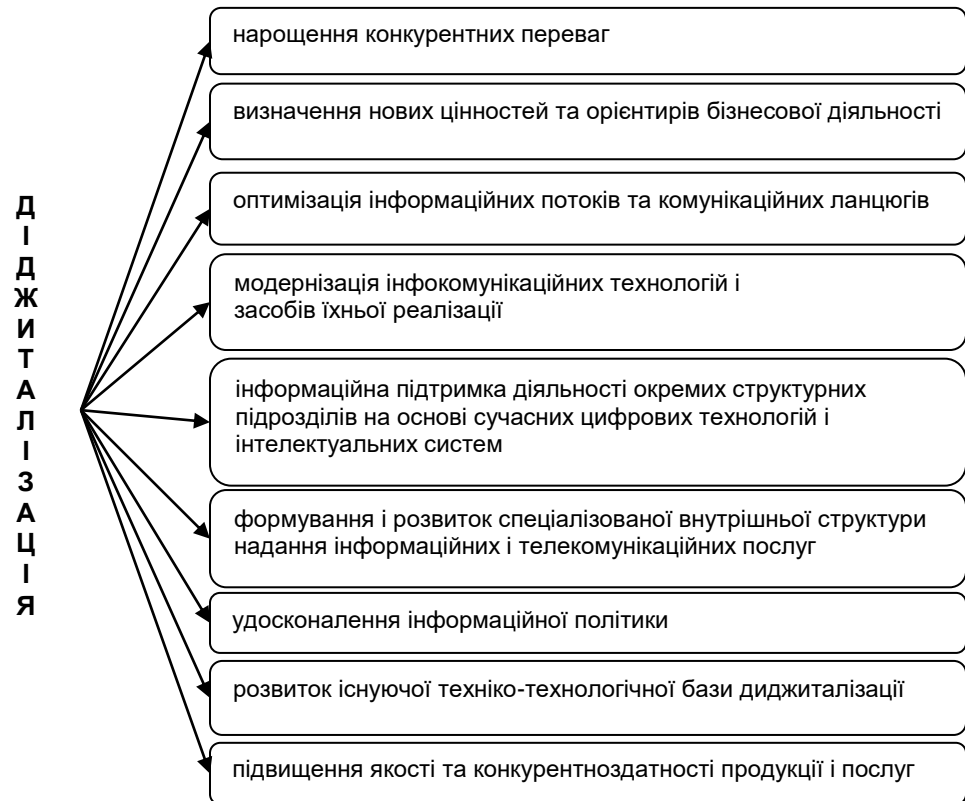 ДІДЖИТАЛІЗАЦІЯ
нарощення конкурентних переваг
визначення нових цінностей та орієнтирів бізнесової діяльності
оптимізація інформаційних потоків та комунікаційних ланцюгів
модернізація інфокомунікаційних технологій і
засобів їхньої реалізації
інформаційна підтримка діяльності окремих структурних
підрозділів на основі сучасних цифрових технологій і
інтелектуальних систем
формування і розвиток спеціалізованої внутрішньої структури
надання інформаційних і телекомунікаційних послуг
удосконалення інформаційної політики
розвиток існуючої техніко-технологічної бази диджиталізації
підвищення якості та конкурентноздатності продукції і послуг